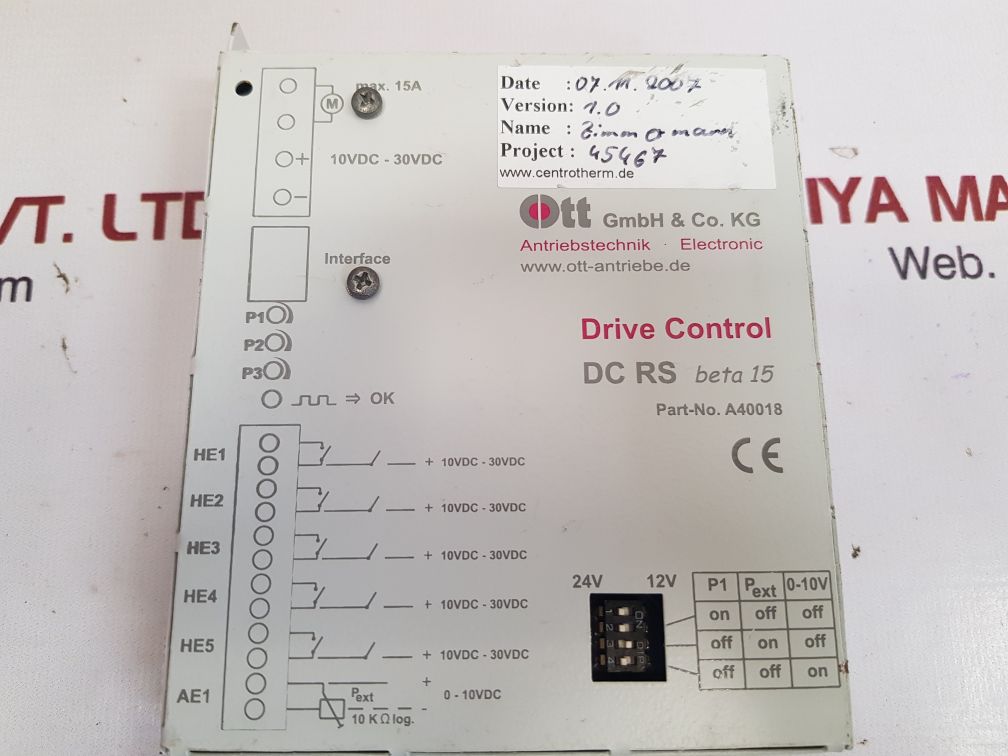 max. 15A
M
+ 10VDC - 30VDC
-
Date : 07.11.2007
Version: 1.0
Name : Zimmermann
Project : 45467
www.centrotherm.de
Ott GmbH & Co. KG
Antriebstechnik · Electronic
www.ott-antriebe.de
VT. LTD
m
IYA MA
Web.
Interface
P1
P2
P3
⇒ OK
Drive Control
DC RS beta 15
Part-No. A40018
CE
HE1 + 10VDC - 30VDC
HE2 + 10VDC - 30VDC
HE3 + 10VDC - 30VDC
HE4 + 10VDC - 30VDC
HE5 + 10VDC - 30VDC
AE1 Pext + 0 - 10VDC -
10 K Ω log.
24V 12V
1 2 3 4
ON DIP
P1 Pext 0-10V
on off off
off on off
off off on